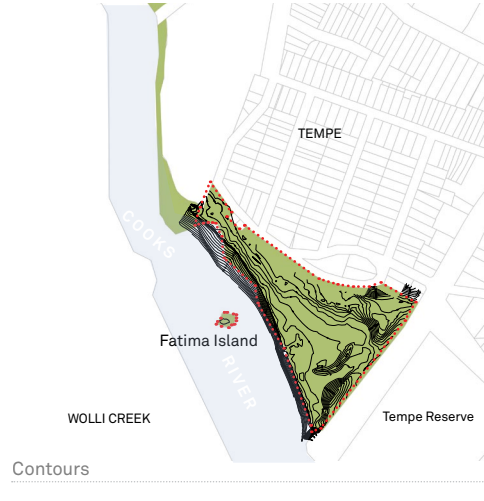 TEMPE
COOKS
Fatima Island
RIVER
WOLLI CREEK
Tempe Reserve
Contours